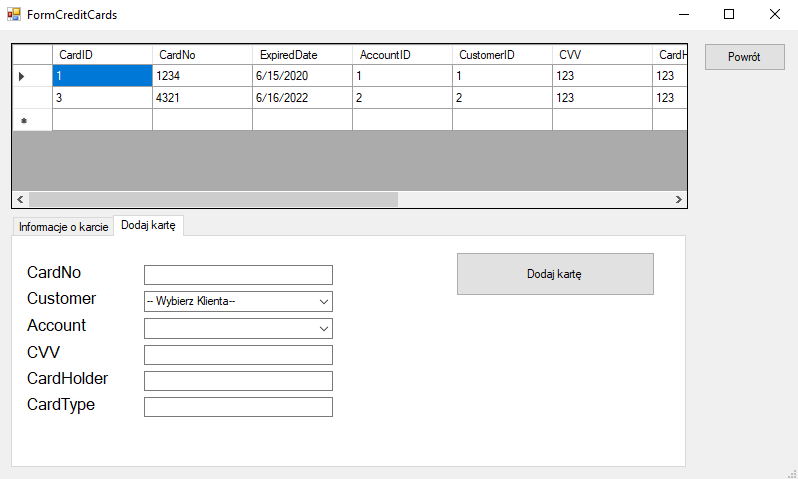 FormCreditCards
CardID CardNo ExpiredDate AccountID CustomerID CVV CardH
1 1234 6/15/2020 1 1 123 123
3 4321 6/16/2022 2 2 123 123
Powrót
Informacje o karcie Dodaj kartę
CardNo
Customer -- Wybierz Klienta--
Account
CVV
CardHolder
CardType
Dodaj kartę